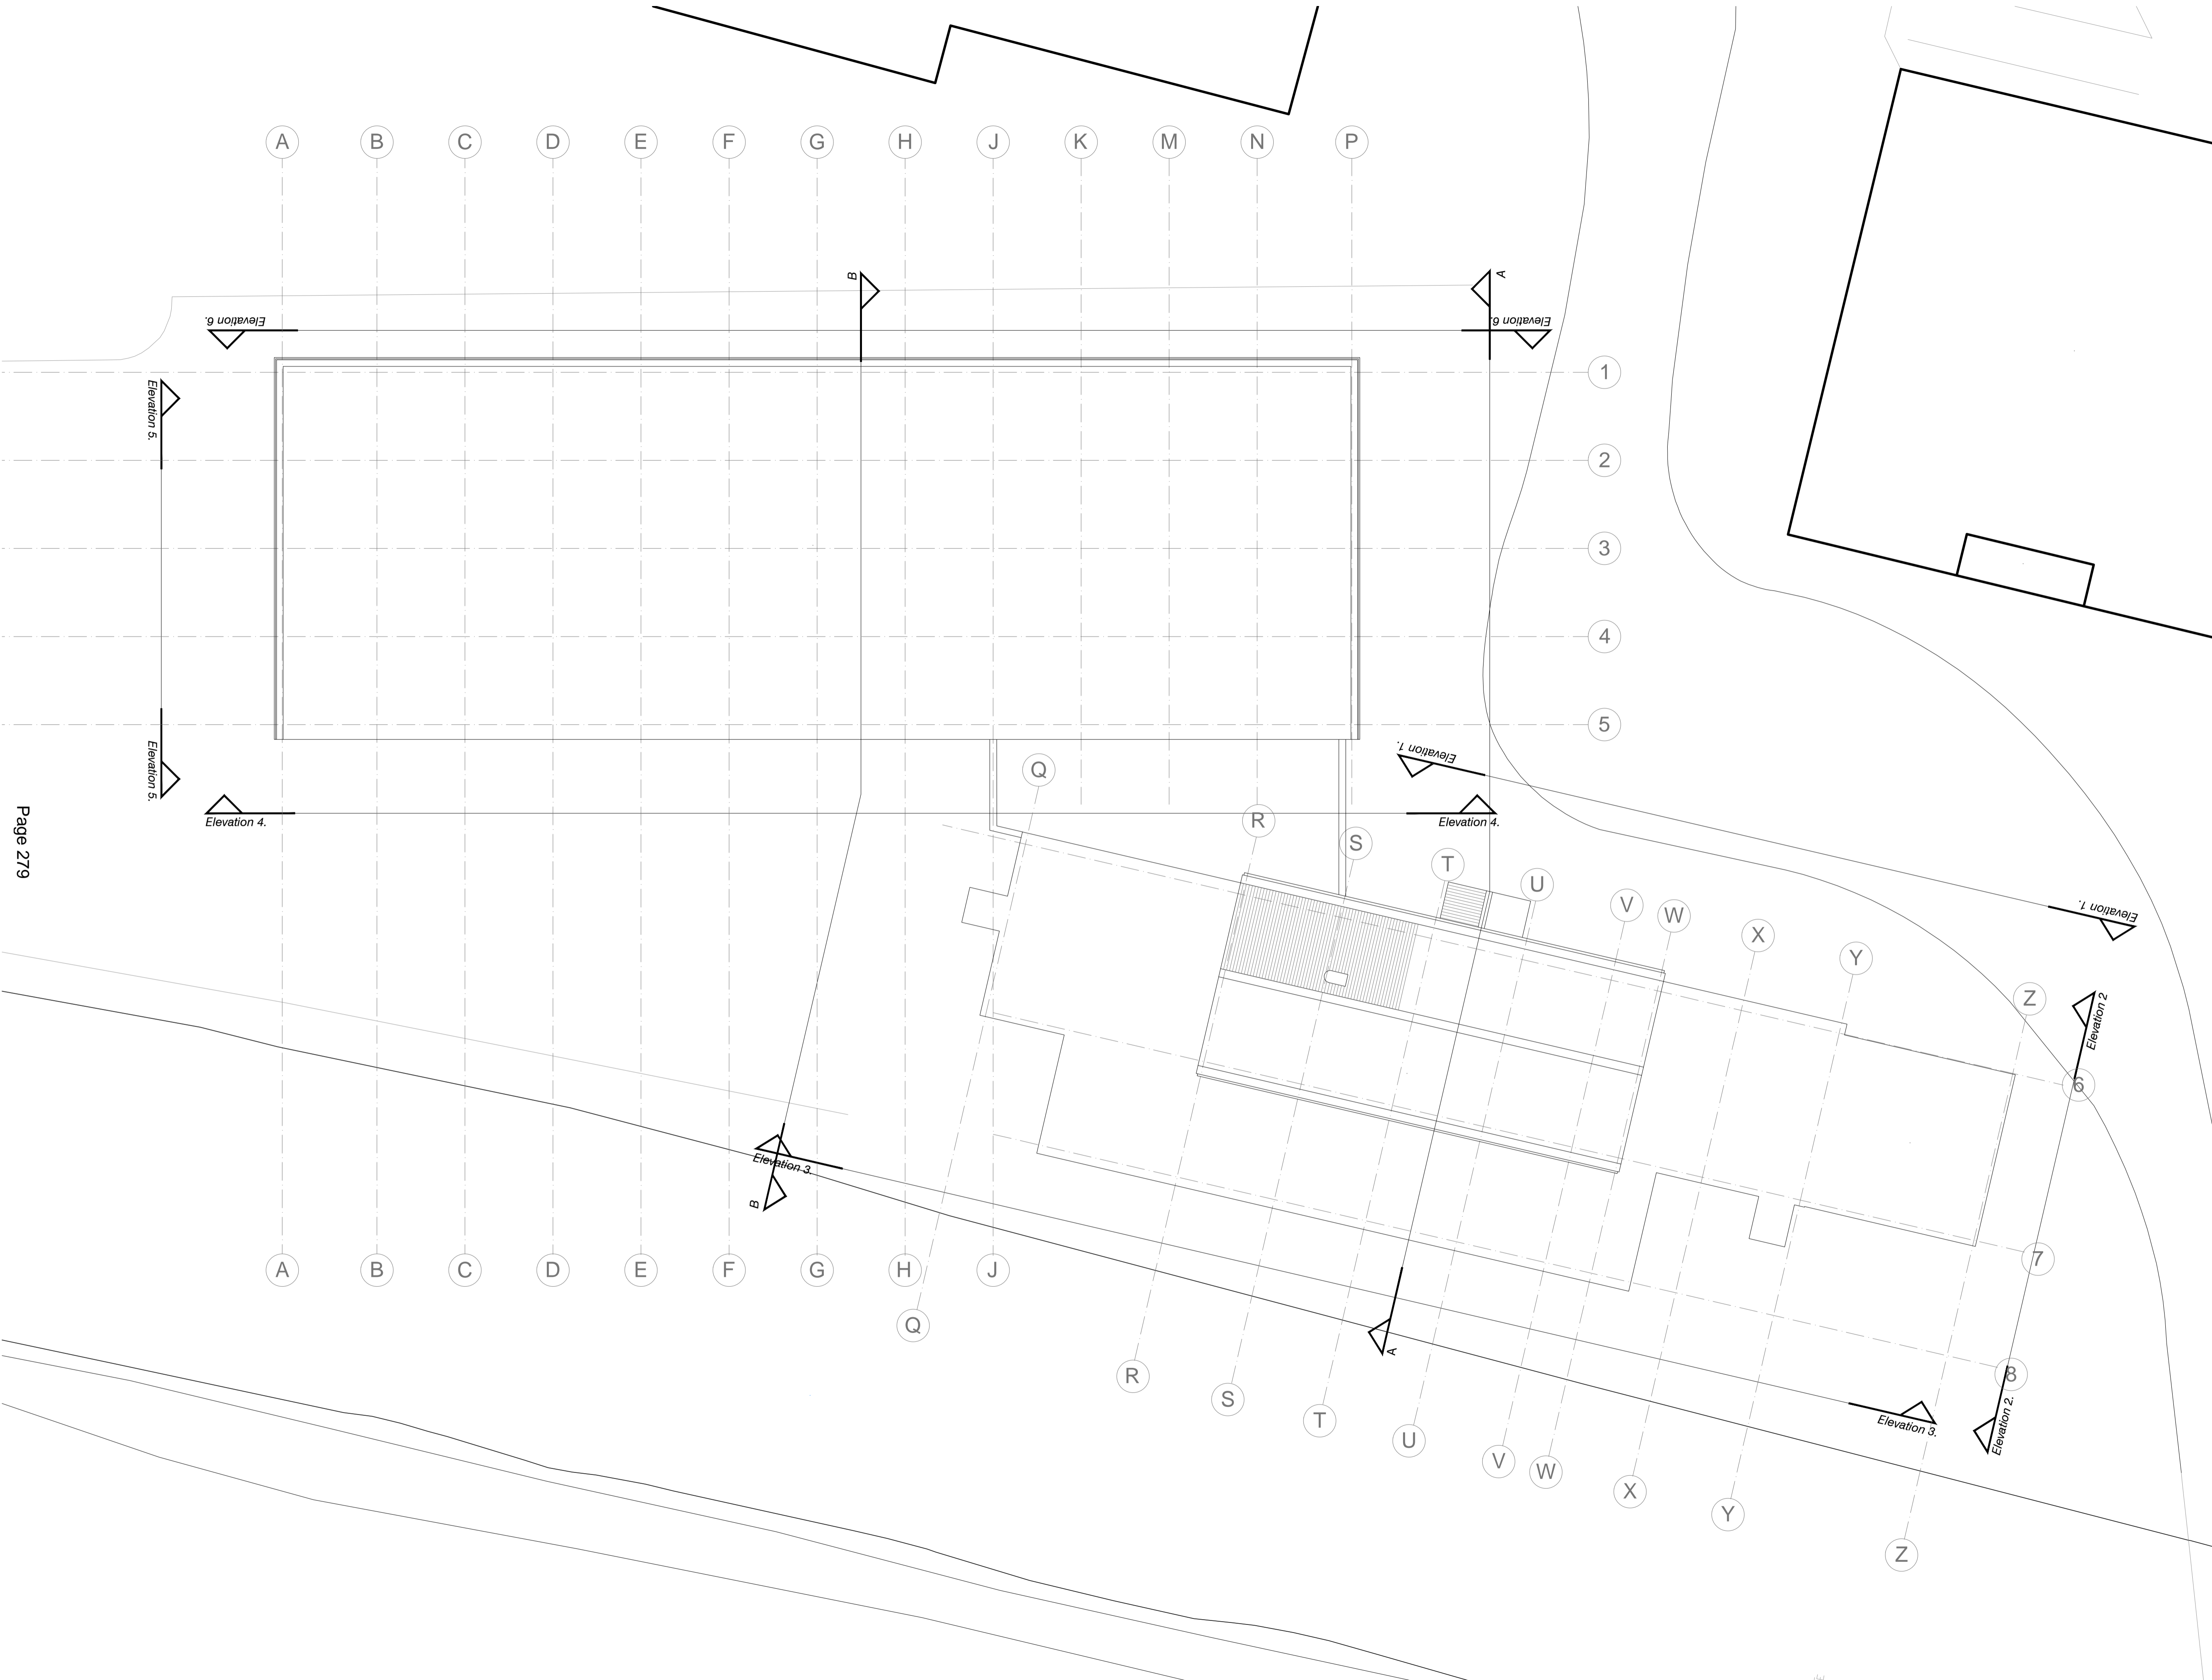 A B C D E F G H J K M N P
B
A
Elevation 6.
Elevation 6.
1
Elevation 5.
2
3
4
5
Elevation 5.
Elevation 1.
Q
Elevation 4.
Elevation 4.
R
S
T
U
V
W
Elevation 1.
X
Y
Z
Elevation 2
6
Page 279
Elevation 3.
B
7
A B C D E F G H J
Q
A
R
8
S
T
Elevation 3.
Elevation 2.
U
V
W
X
Y
Z